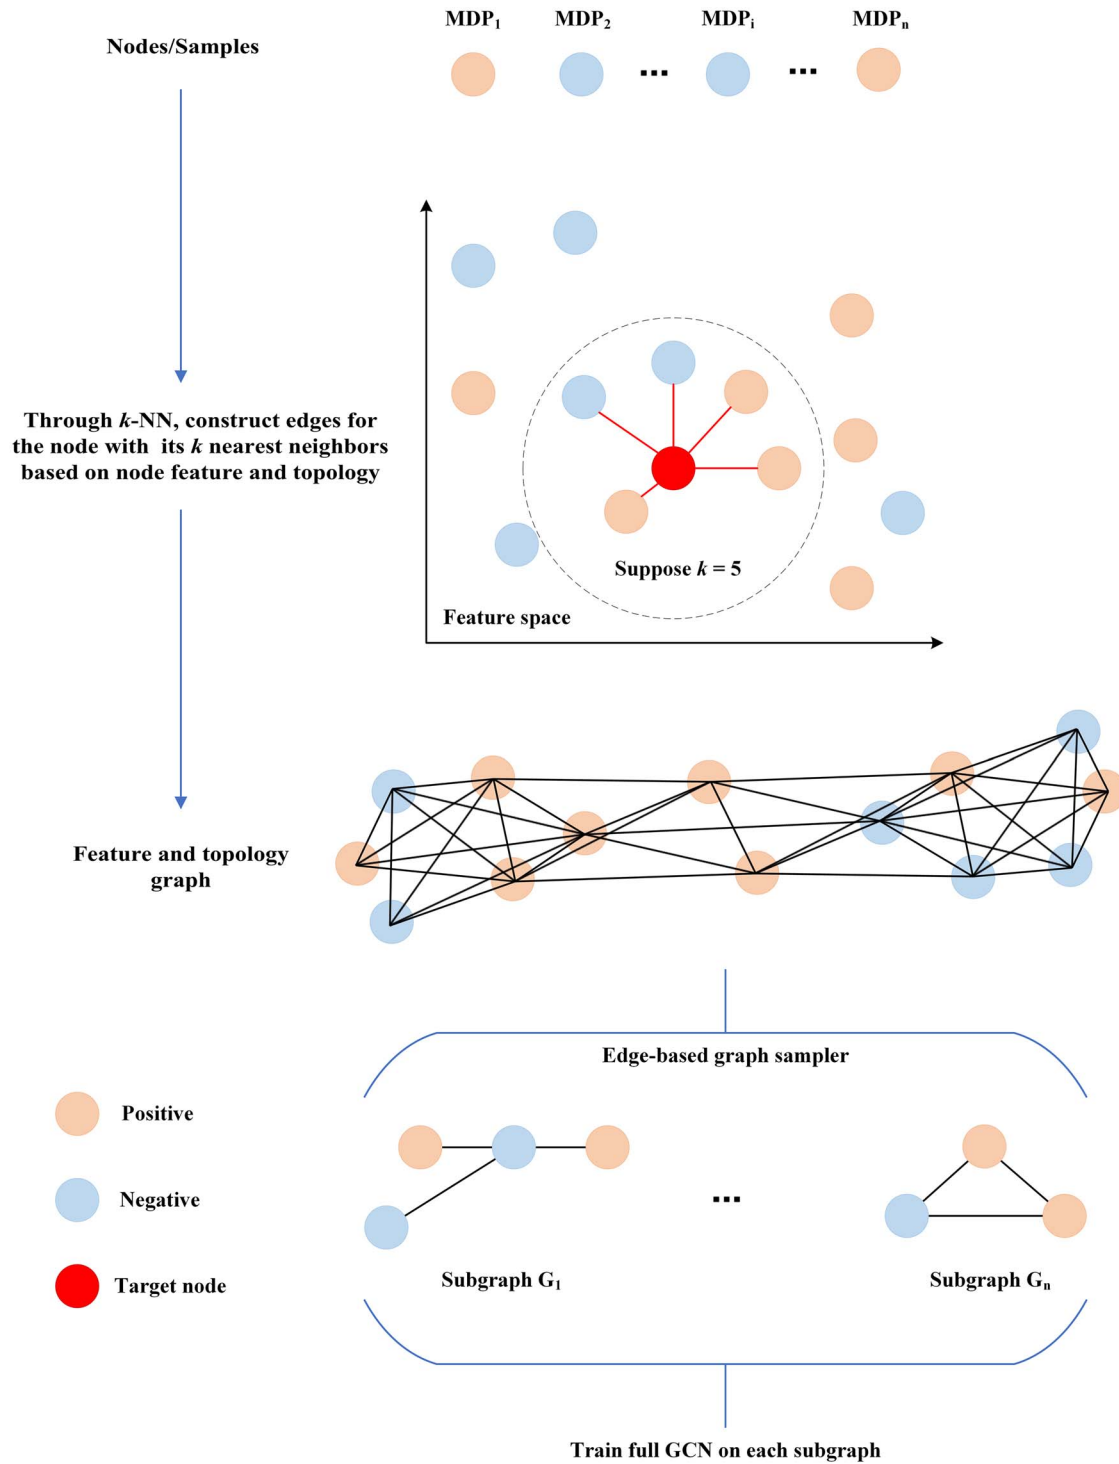 MDP₁ MDP₂ MDPᵢ MDPₙ
Nodes/Samples
... ...
Through k-NN, construct edges for
the node with its k nearest neighbors
based on node feature and topology
Suppose k = 5
Feature space
Feature and topology
graph
Edge-based graph sampler
Positive
Negative
...
Target node
Subgraph G₁ Subgraph Gₙ
Train full GCN on each subgraph